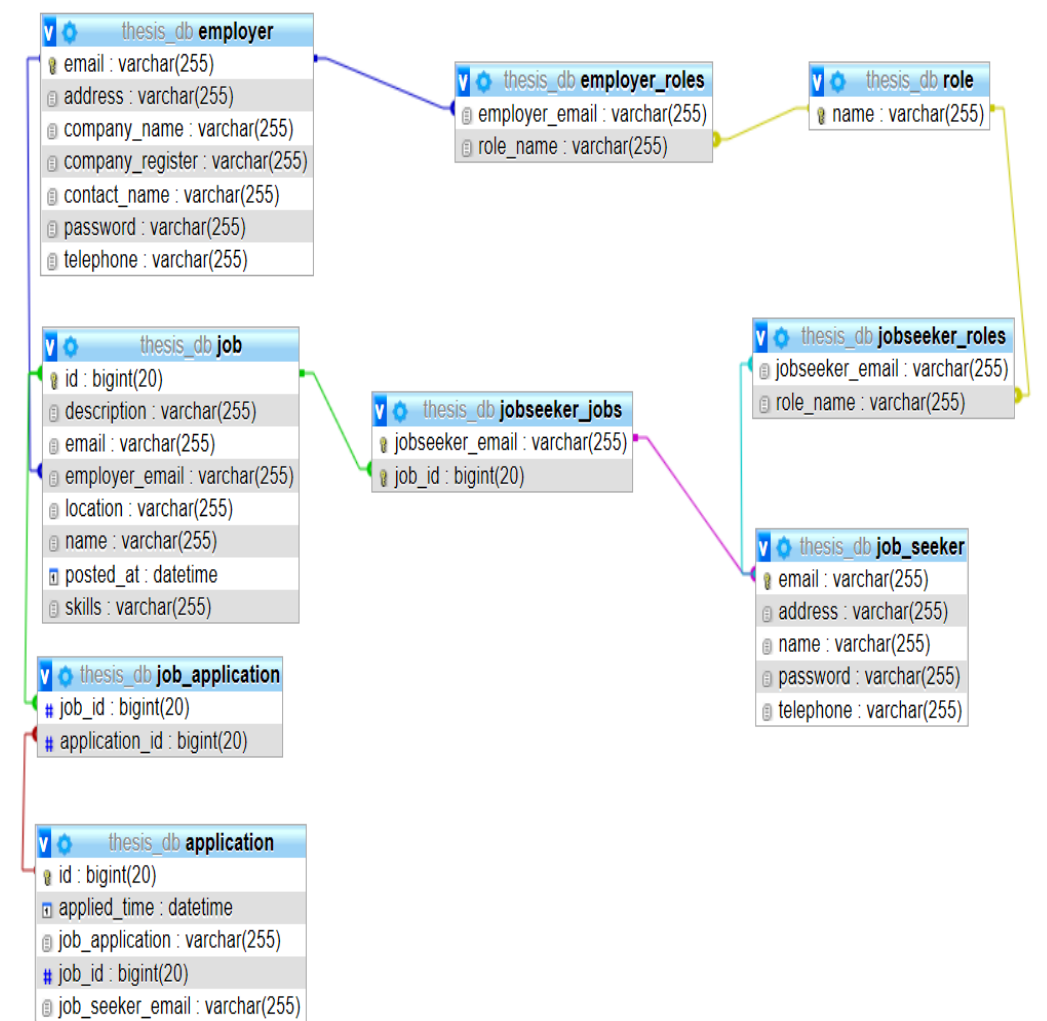 thesis_db employer
email : varchar(255)
address : varchar(255)
company_name : varchar(255)
company_register : varchar(255)
contact_name : varchar(255)
password : varchar(255)
telephone : varchar(255)
thesis_db employer_roles
employer_email : varchar(255)
role_name : varchar(255)
thesis_db role
name : varchar(255)
thesis_db job
id : bigint(20)
description : varchar(255)
email : varchar(255)
employer_email : varchar(255)
location : varchar(255)
name : varchar(255)
posted_at : datetime
skills : varchar(255)
thesis_db jobseeker_jobs
jobseeker_email : varchar(255)
job_id : bigint(20)
thesis_db jobseeker_roles
jobseeker_email : varchar(255)
role_name : varchar(255)
thesis_db job_seeker
email : varchar(255)
address : varchar(255)
name : varchar(255)
password : varchar(255)
telephone : varchar(255)
thesis_db job_application
# job_id : bigint(20)
# application_id : bigint(20)
thesis_db application
id : bigint(20)
applied_time : datetime
job_application : varchar(255)
# job_id : bigint(20)
job_seeker_email : varchar(255)